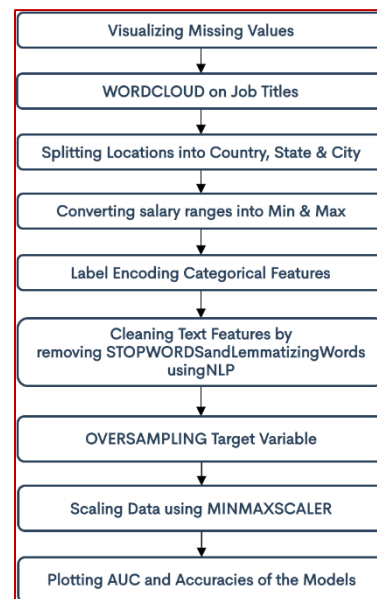 Visualizing Missing Values
WORDCLOUD on Job Titles
Splitting Locations into Country, State & City
Converting salary ranges into Min & Max
Label Encoding Categorical Features
Cleaning Text Features by
removing STOPWORDSandLemmatizingWords
usingNLP
OVERSAMPLING Target Variable
Scaling Data using MINMAXSCALER
Plotting AUC and Accuracies of the Models